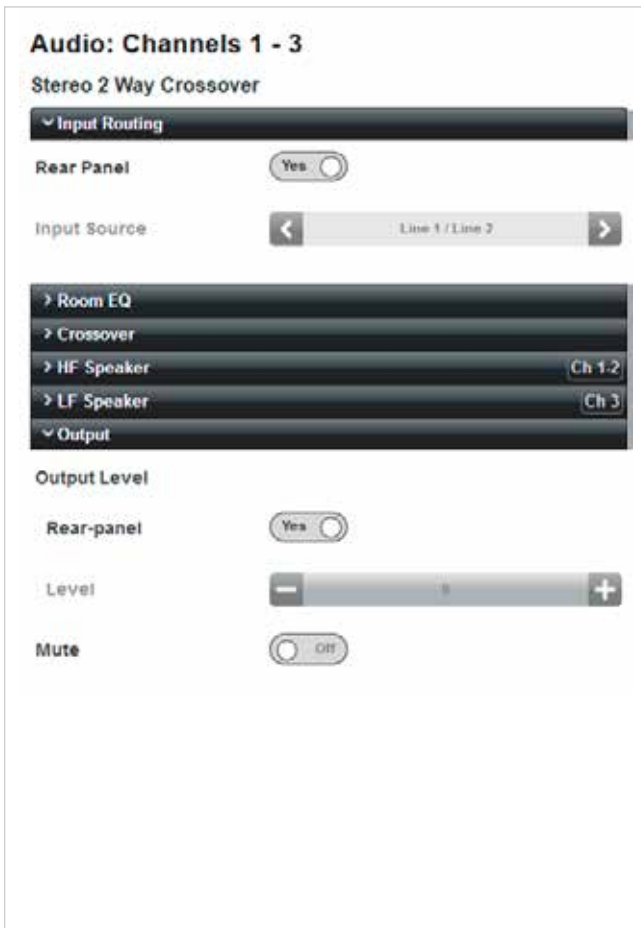 Audio: Channels 1 - 3
Stereo 2 Way Crossover
Input Routing
Rear Panel Yes
Input Source Line 1 / Line 2
Room EQ
Crossover
HF Speaker Ch 1-2
LF Speaker Ch 3
Output
Output Level
Rear-panel Yes
Level
Mute Off